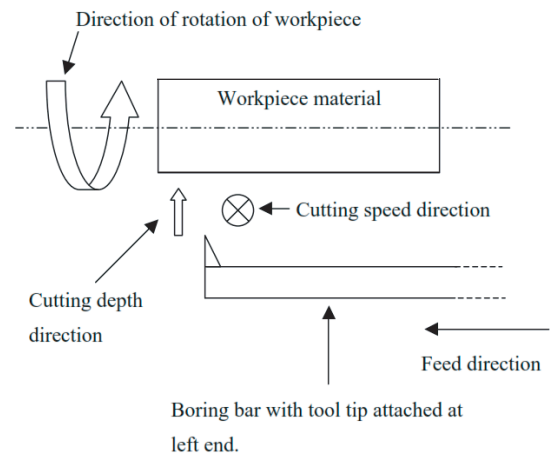 Direction of rotation of workpiece
Workpiece material
Cutting speed direction
Cutting depth
direction
Feed direction
Boring bar with tool tip attached at
left end.